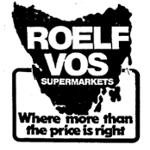 ROELF
VOS
SUPERMARKETS
Where more than
the price is right